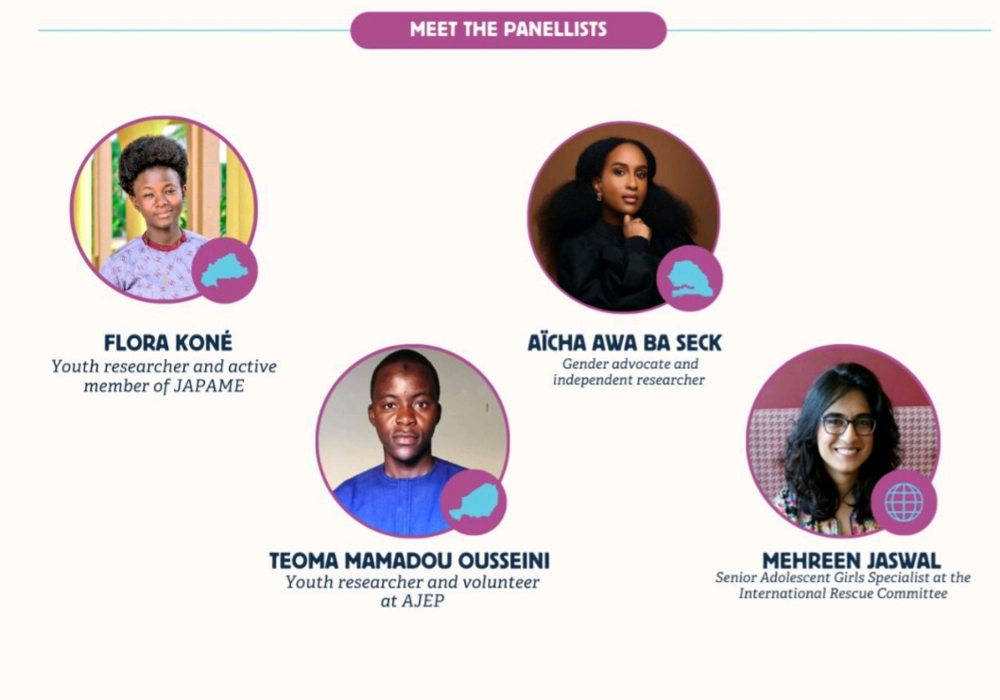 MEET THE PANELLISTS
FLORA KONÉ
Youth researcher and active
member of JAPAME
AÏCHA AWA BA SECK
Gender advocate and
independent researcher
TEOMA MAMADOU OUSSEINI
Youth researcher and volunteer
at AJEP
MEHREEN JASWAL
Senior Adolescent Girls Specialist at the
International Rescue Committee